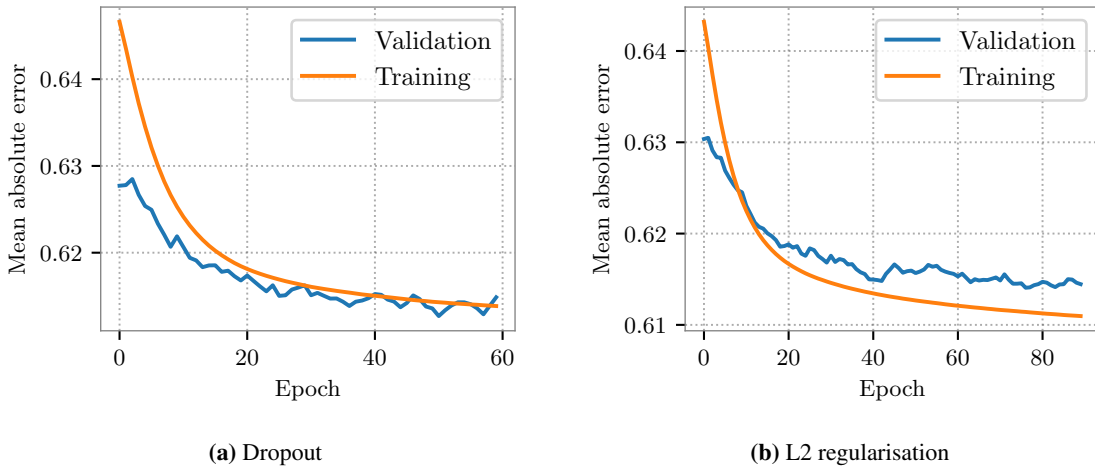 Mean absolute error
0.64
0.63
0.62
Validation
Training
0
20
40
60
Epoch
(a) Dropout
Mean absolute error
0.64
0.63
0.62
0.61
Validation
Training
0
20
40
60
80
Epoch
(b) L2 regularisation